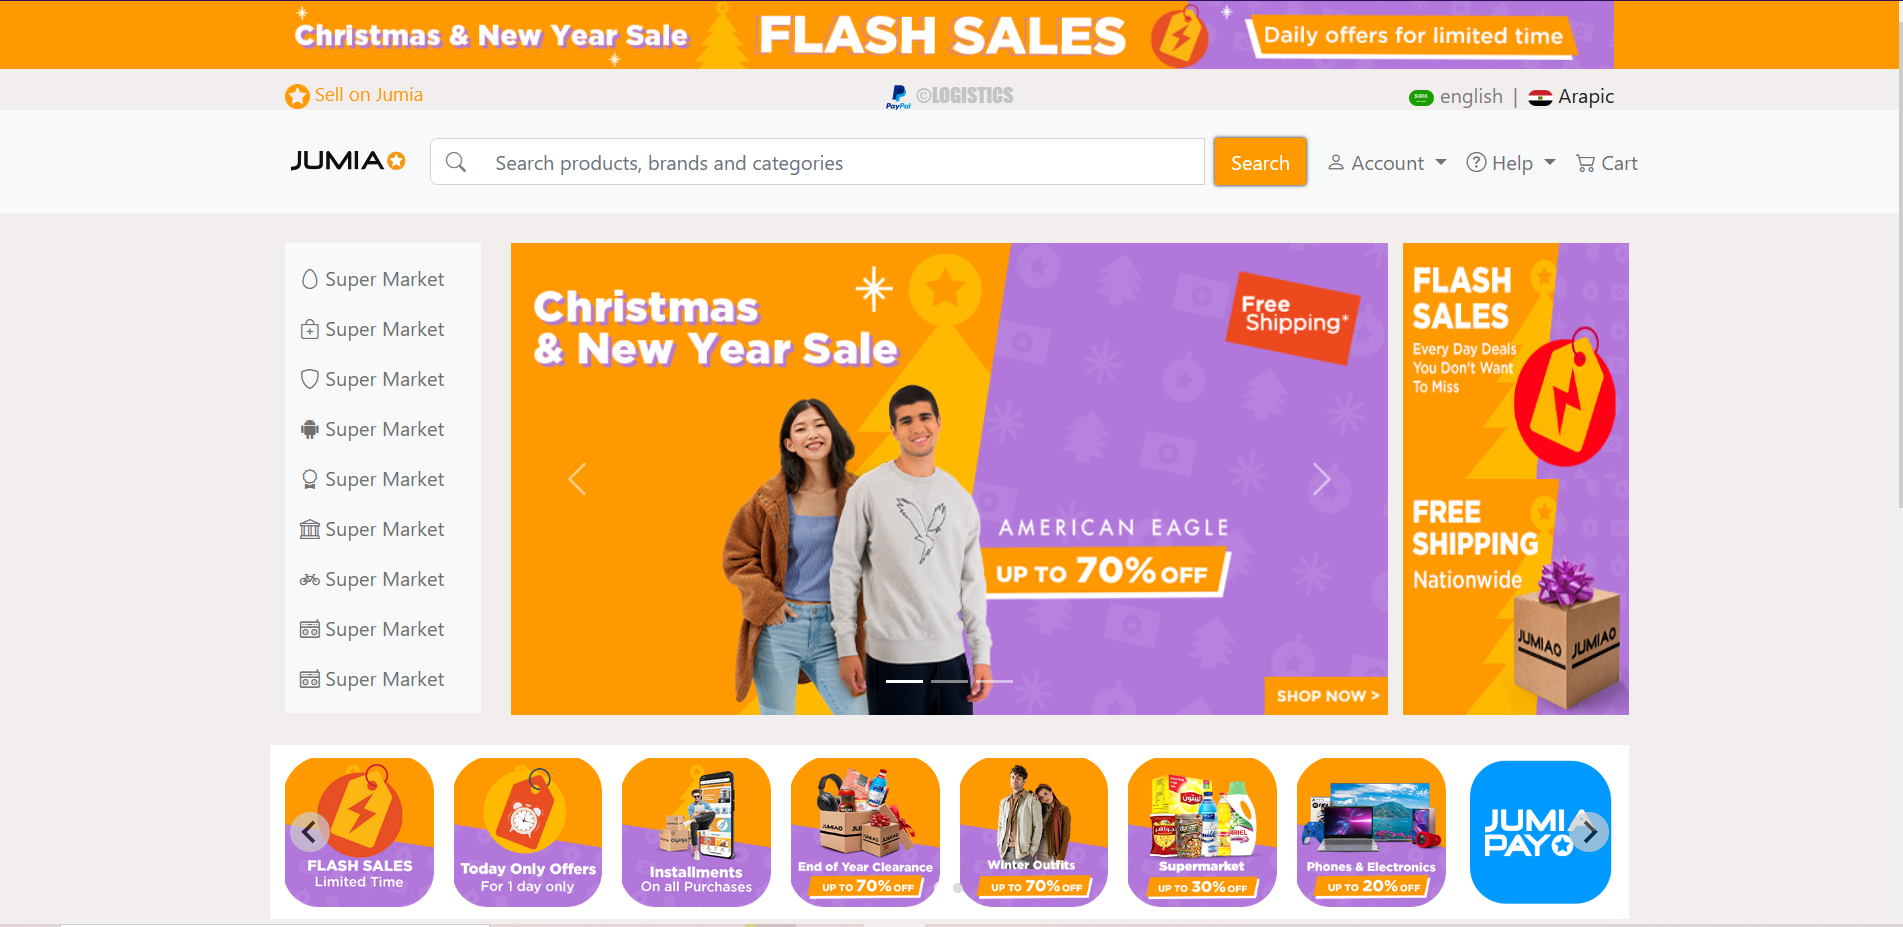 Christmas & New Year Sale
FLASH SALES
Daily offers for limited time
Sell on Jumia
PayPal ©LOGISTICS
english | Arapic
JUMIA
Search products, brands and categories
Search
Account
Help
Cart
Super Market
Super Market
Super Market
Super Market
Super Market
Super Market
Super Market
Super Market
Super Market
Christmas
& New Year Sale
Free
Shipping*
AMERICAN EAGLE
UP TO 70% OFF
SHOP NOW >
FLASH
SALES
Every Day Deals
You Don't Want
To Miss
FREE
SHIPPING
Nationwide
JUMIA JUMIA
FLASH SALES
Limited Time
Today Only Offers
For 1 day only
Installments
On all Purchases
JUMIA JUMIA
End of Year Clearance
UP TO 70% OFF
Winter Outfits
UP TO 70% OFF
Supermarket
UP TO 30% OFF
Phones & Electronics
UP TO 20% OFF
JUMIA
PAY